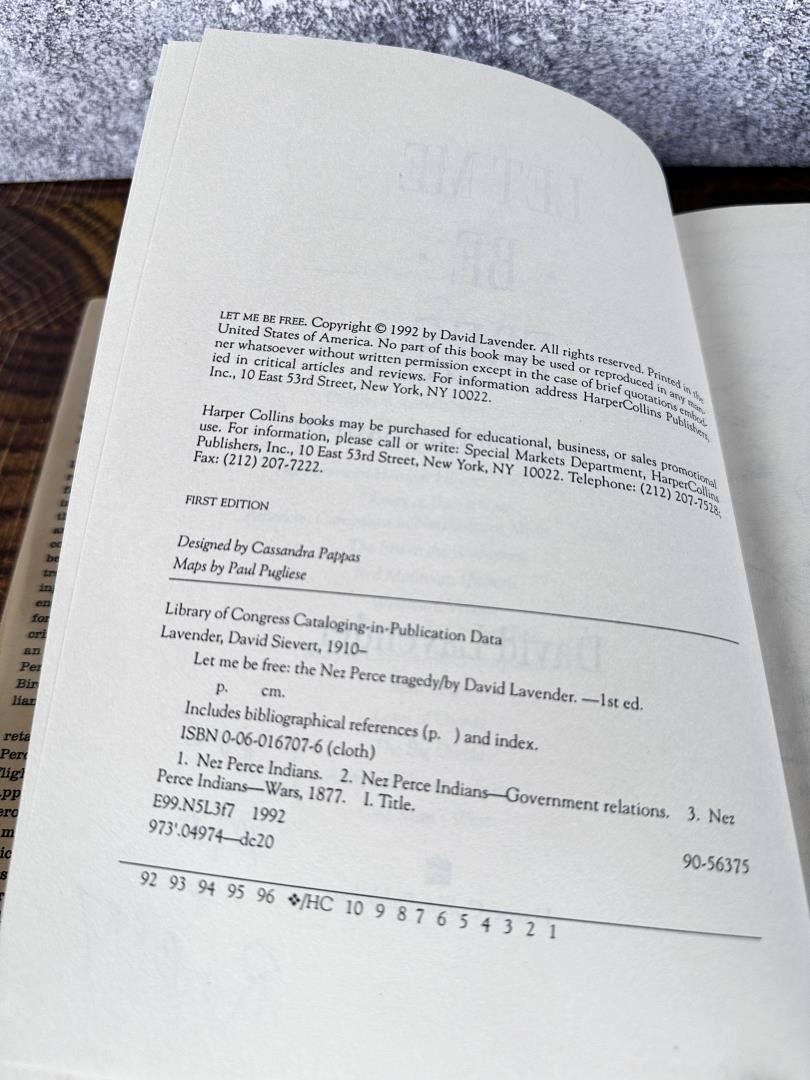 LET ME BE FREE. Copyright © 1992 by David Lavender. All rights reserved. Printed in the
United States of America. No part of this book may be used or reproduced in any man-
ner whatsoever without written permission except in the case of brief quotations embod-
ied in critical articles and reviews. For information address HarperCollins Publishers,
Inc., 10 East 53rd Street, New York, NY 10022.
Harper Collins books may be purchased for educational, business, or sales promotional
use. For information, please call or write: Special Markets Department, HarperCollins
Publishers, Inc., 10 East 53rd Street, New York, NY 10022. Telephone: (212) 207-7528;
Fax: (212) 207-7222.
FIRST EDITION
Designed by Cassandra Pappas
Maps by Paul Pugliese
Library of Congress Cataloging-in-Publication Data
Lavender, David Sievert, 1910–
Let me be free: the Nez Perce tragedy/by David Lavender. —1st ed.
p. cm.
Includes bibliographical references (p. ) and index.
ISBN 0-06-016707-6 (cloth)
1. Nez Perce Indians. 2. Nez Perce Indians—Government relations. 3. Nez
Perce Indians—Wars, 1877. I. Title.
E99.N5L3f7 1992
973'.04974—dc20 90-56375
92 93 94 95 96 ❖/HC 10 9 8 7 6 5 4 3 2 1